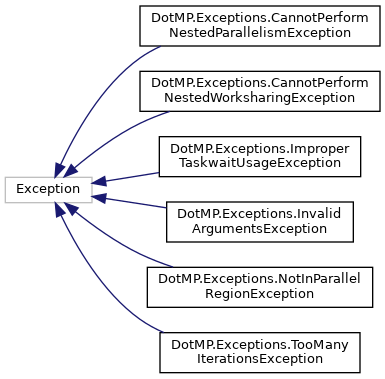 DotMP.Exceptions.CannotPerform
NestedParallelismException
DotMP.Exceptions.CannotPerform
NestedWorksharingException
DotMP.Exceptions.Improper
TaskwaitUsageException
Exception
DotMP.Exceptions.Invalid
ArgumentsException
DotMP.Exceptions.NotInParallel
RegionException
DotMP.Exceptions.TooMany
IterationsException